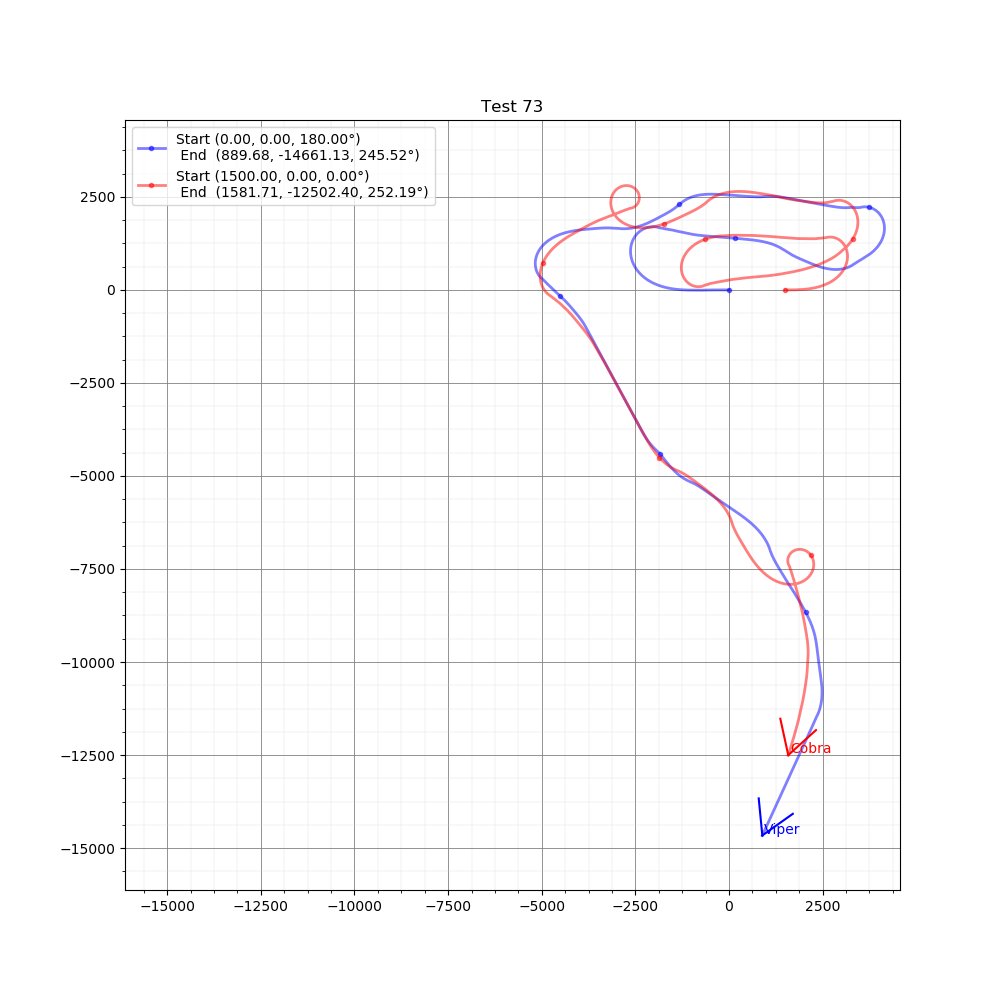 Test 73
Start (0.00, 0.00, 180.00°)
End  (889.68, -14661.13, 245.52°)
Start (1500.00, 0.00, 0.00°)
End  (1581.71, -12502.40, 252.19°)
2500
0
−2500
−5000
−7500
−10000
−12500
−15000
Cobra
Viper
−15000 −12500 −10000 −7500 −5000 −2500 0 2500